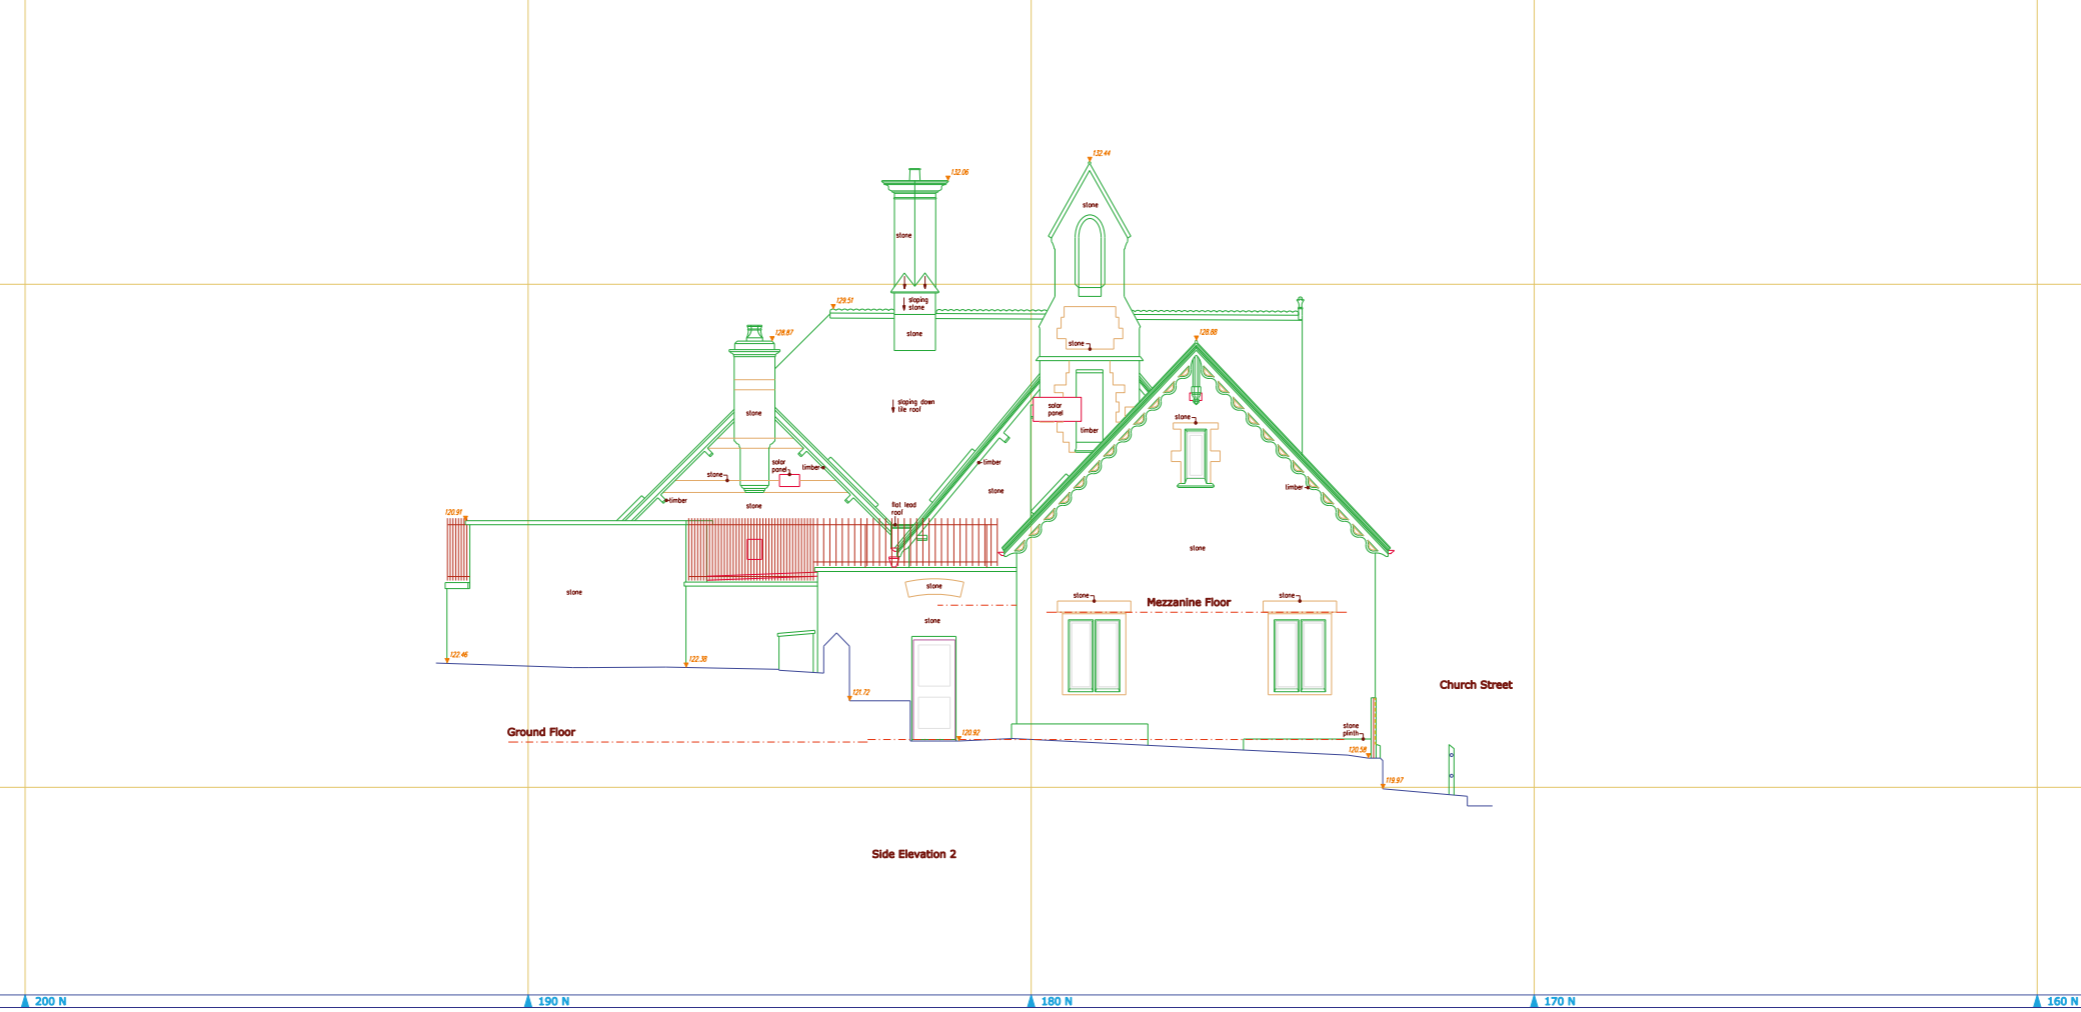 132.44
132.06
stone
stone
129.51
sloping
stone
128.87
stone
128.88
stone
sloping down
tile roof
solar
panel
stone
stone
timber
solar
panel
timber
timber
stone
stone
timber
timber
stone
flat lead
roof
120.91
stone
stone
stone
stone
stone
Mezzanine Floor
stone
122.46
122.38
121.72
Church Street
Ground Floor
120.92
stone
plinth
120.58
119.97
Side Elevation 2
200 N
190 N
180 N
170 N
160 N